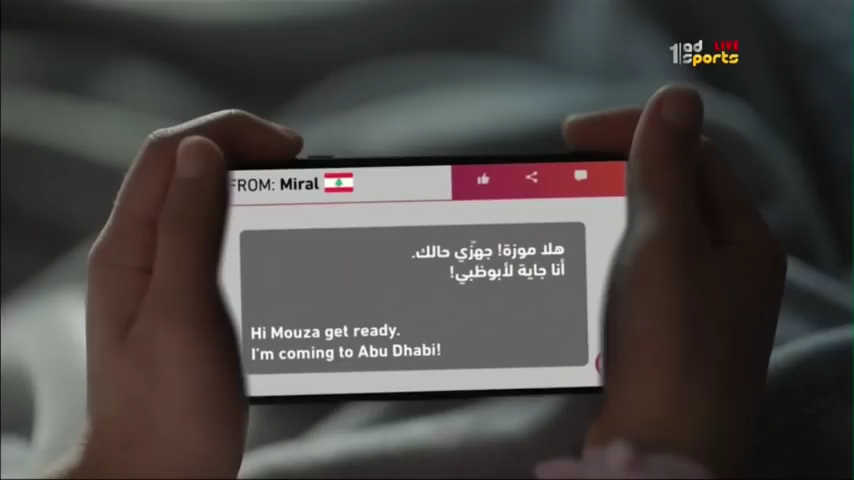 1 ad LIVE
sports
FROM: Miral
هلا موزة! جهزّي حالك.
أنا جاية لأبوظبي!
Hi Mouza get ready.
I'm coming to Abu Dhabi!